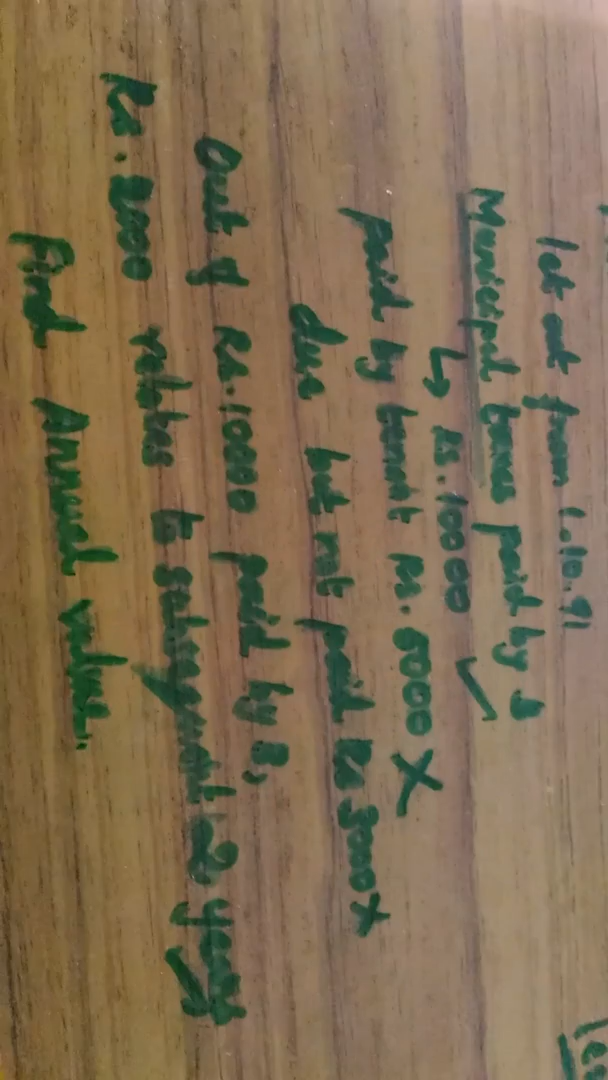 let out from 1.10.91
Municipal taxes paid by
↳ Rs.10000 ✓
paid by tenant Rs. 5000 X
due but not paid Rs 3000 X
Out of Rs.10000 paid by B,
Rs. 2000 relates to subsequent 2 years ✓
Find Annual value.